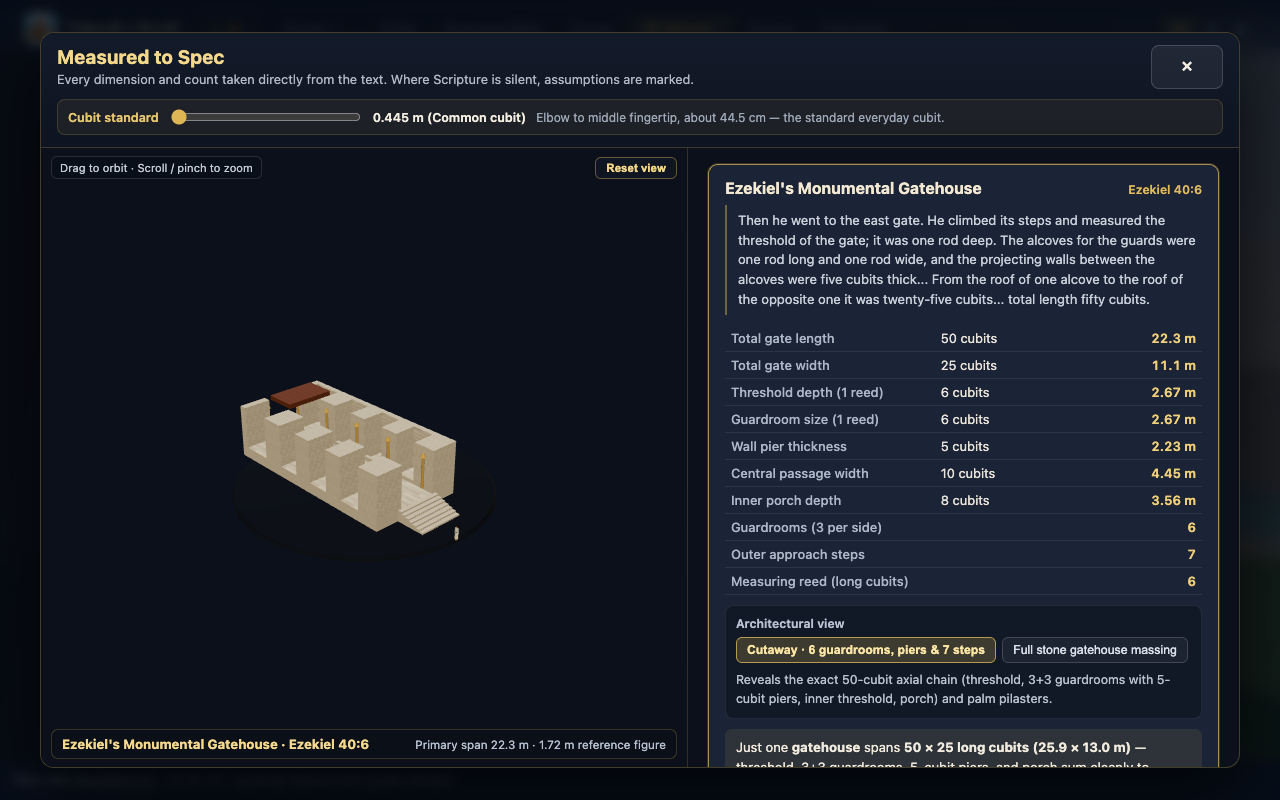 Measured to Spec
Every dimension and count taken directly from the text. Where Scripture is silent, assumptions are marked.
×
Cubit standard
0.445 m (Common cubit)
Elbow to middle fingertip, about 44.5 cm — the standard everyday cubit.
Drag to orbit · Scroll / pinch to zoom
Reset view
Ezekiel's Monumental Gatehouse · Ezekiel 40:6
Primary span 22.3 m · 1.72 m reference figure
Ezekiel's Monumental Gatehouse
Ezekiel 40:6
Then he went to the east gate. He climbed its steps and measured the
threshold of the gate; it was one rod deep. The alcoves for the guards were
one rod long and one rod wide, and the projecting walls between the
alcoves were five cubits thick... From the roof of one alcove to the roof of
the opposite one it was twenty-five cubits... total length fifty cubits.
Total gate length 50 cubits 22.3 m
Total gate width 25 cubits 11.1 m
Threshold depth (1 reed) 6 cubits 2.67 m
Guardroom size (1 reed) 6 cubits 2.67 m
Wall pier thickness 5 cubits 2.23 m
Central passage width 10 cubits 4.45 m
Inner porch depth 8 cubits 3.56 m
Guardrooms (3 per side) 6
Outer approach steps 7
Measuring reed (long cubits) 6
Architectural view
Cutaway · 6 guardrooms, piers & 7 steps
Full stone gatehouse massing
Reveals the exact 50-cubit axial chain (threshold, 3+3 guardrooms with 5-
cubit piers, inner threshold, porch) and palm pilasters.
Just one gatehouse spans 50 × 25 long cubits (25.9 × 13.0 m) —
threshold, 3+3 guardrooms, 5-cubit piers, and porch sum cleanly to